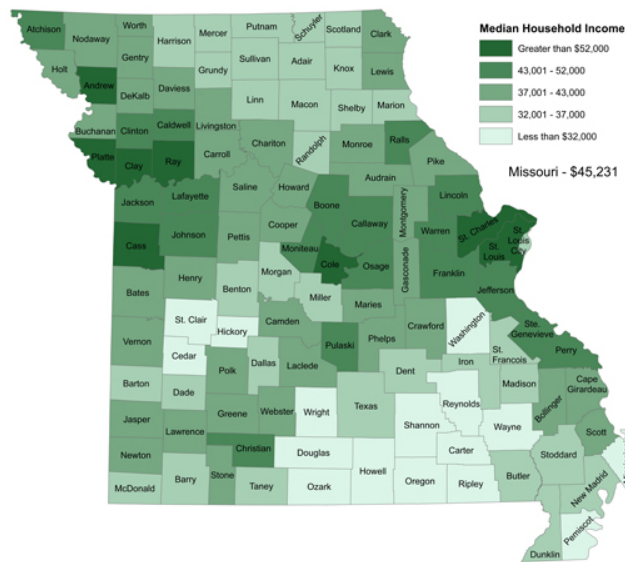 Median Household Income
Greater than $52,000
43,001 - 52,000
37,001 - 43,000
32,001 - 37,000
Less than $32,000
Missouri - $45,231
Atchison
Nodaway
Worth
Harrison
Mercer
Putnam
Schuyler
Scotland
Clark
Holt
Gentry
Sullivan
Adair
Knox
Lewis
Andrew
DeKalb
Daviess
Grundy
Linn
Macon
Shelby
Marion
Buchanan
Clinton
Caldwell
Livingston
Chariton
Randolph
Monroe
Ralls
Platte
Clay
Ray
Carroll
Pike
Audrain
Jackson
Lafayette
Saline
Howard
Boone
Callaway
Montgomery
Lincoln
Warren
St. Charles
St.
Louis
St.
Louis
City
Cass
Johnson
Pettis
Cooper
Moniteau
Cole
Osage
Gasconade
Franklin
Jefferson
Bates
Henry
Benton
Morgan
Miller
Maries
St. Clair
Hickory
Camden
Pulaski
Phelps
Crawford
Washington
Ste.
Genevieve
St.
Francois
Perry
Vernon
Cedar
Polk
Dallas
Laclede
Dent
Iron
Madison
Cape
Girardeau
Bollinger
Barton
Dade
Greene
Webster
Wright
Texas
Reynolds
Shannon
Wayne
Scott
Jasper
Lawrence
Christian
Douglas
Howell
Carter
Stoddard
Newton
McDonald
Barry
Stone
Taney
Ozark
Oregon
Ripley
Butler
New Madrid
Pemiscot
Dunklin